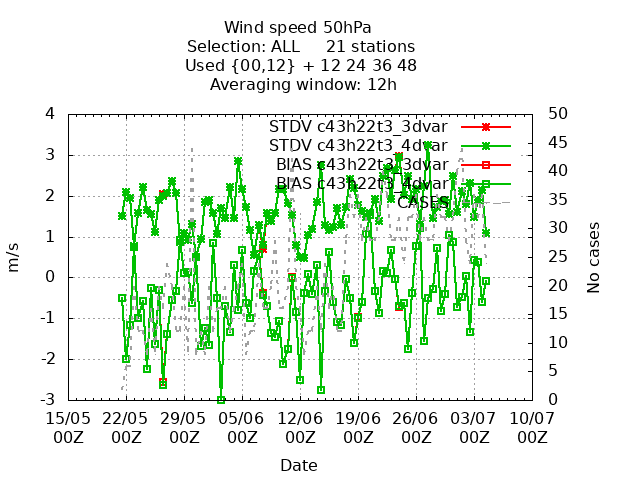 Wind speed 50hPa
Selection: ALL 21 stations
Used {00,12} + 12 24 36 48
Averaging window: 12h
STDV c43h22t3_3dvar
STDV c43h22t3_4dvar
BIAS c43h22t3_3dvar
BIAS c43h22t3_4dvar
CASES
4
3
2
1
0
-1
-2
-3
m/s
50
45
40
35
30
25
20
15
10
5
0
No cases
15/05 22/05 29/05 05/06 12/06 19/06 26/06 03/07 10/07
00Z 00Z 00Z 00Z 00Z 00Z 00Z 00Z 00Z
Date